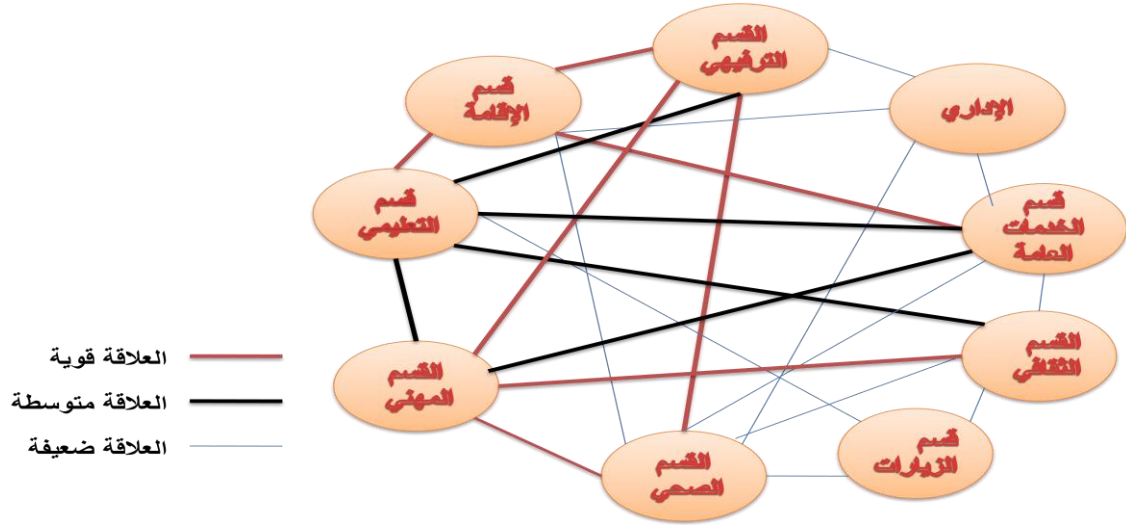 القسم
الترفيهي
قسم
الإقامة
الإداري
قسم
التعليمي
قسم
الخدمات
العامة
القسم
الثقافي
القسم
المهني
قسم
الزيارات
القسم
الصحي
العلاقة قوية
العلاقة متوسطة
العلاقة ضعيفة